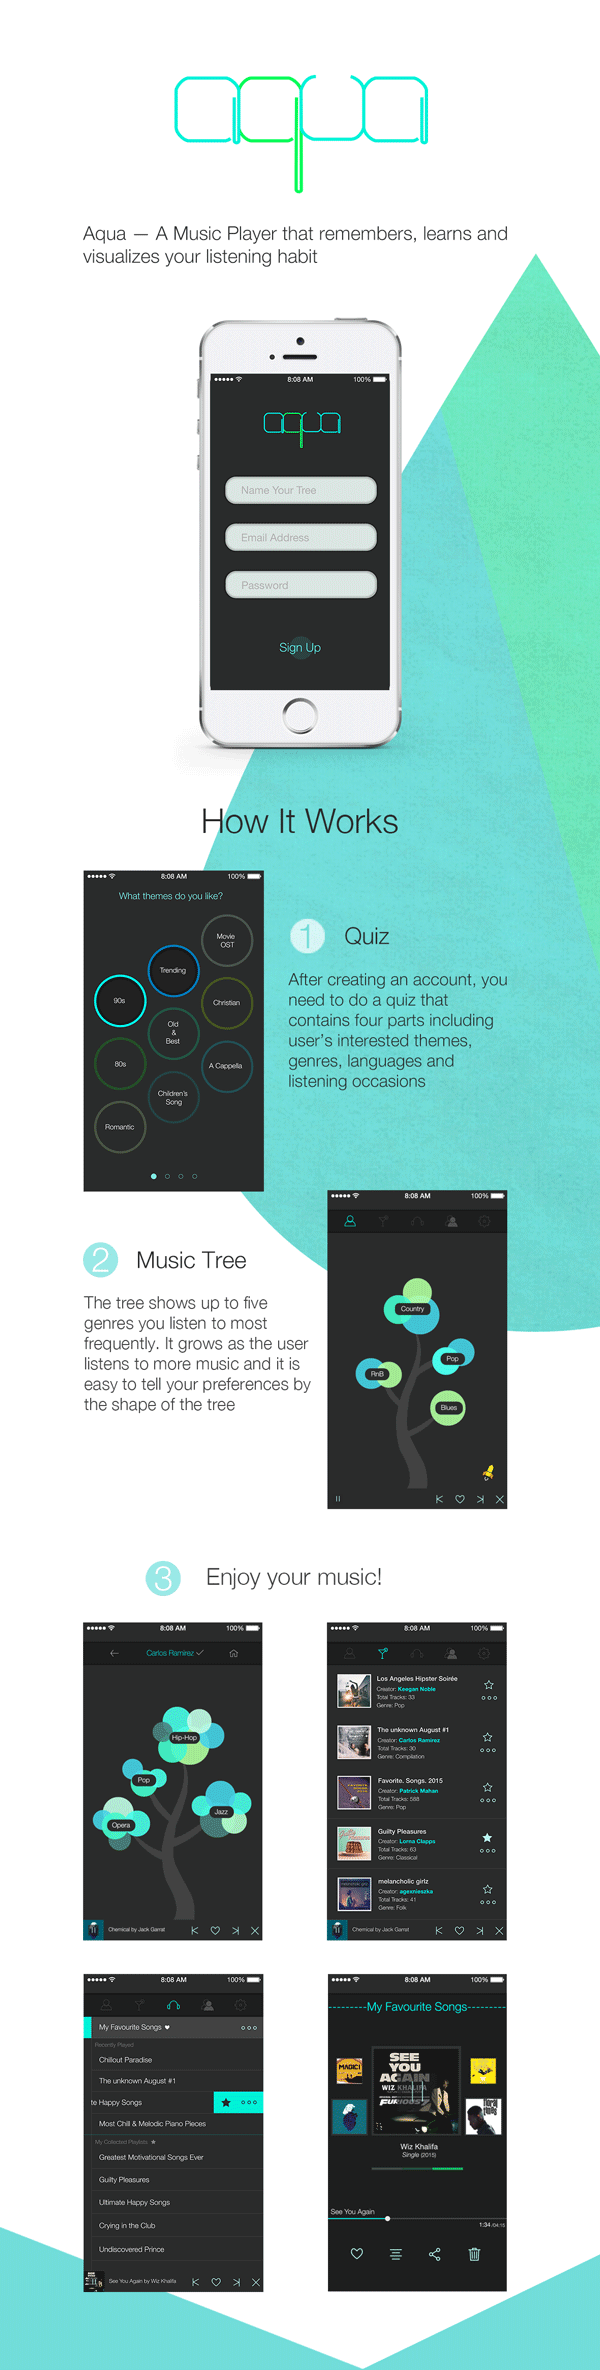 aqua
Aqua — A Music Player that remembers, learns and
visualizes your listening habit
8:08 AM
100%
aqua
Name Your Tree
Email Address
Password
Sign Up
How It Works
8:08 AM
100%
What themes do you like?
Movie
OST
Trending
90s
Christian
Old
&
Best
80s
A Cappella
Children's
Song
Romantic
1
Quiz
After creating an account, you
need to do a quiz that
contains four parts including
user's interested themes,
genres, languages and
listening occasions
2
Music Tree
The tree shows up to five
genres you listen to most
frequently. It grows as the user
listens to more music and it is
easy to tell your preferences by
the shape of the tree
8:08 AM
100%
Country
Pop
RnB
Blues
3
Enjoy your music!
8:08 AM
100%
Carlos Ramirez
Hip-Hop
Pop
Jazz
Opera
Chemical by Jack Garrat
8:08 AM
100%
Los Angeles Hipster Soirée
Creator: Keegan Noble
Total Tracks: 33
Genre: Pop
The unknown August #1
Creator: Carlos Ramirez
Total Tracks: 30
Genre: Compilation
Favorite. Songs. 2015
Creator: Patrick Mahan
Total Tracks: 588
Genre: Pop
Guilty Pleasures
Creator: Lorna Clapps
Total Tracks: 63
Genre: Classical
melancholic girlz
Creator: agexnieszka
Total Tracks: 40
Genre: Folk
Chemical by Jack Garrat
8:08 AM
100%
My Favourite Songs
Recently Played
Chillout Paradise
The unknown August #1
te Happy Songs
Most Chill & Melodic Piano Pieces
My Collected Playlists
Greatest Motivational Songs Ever
Guilty Pleasures
Ultimate Happy Songs
Crying in the Club
Undiscovered Prince
See You Again by Wiz Khalifa
8:08 AM
100%
My Favourite Songs
MAGIC!
SEE
YOU
AGAIN
WIZ KHALIFA
FURIOUS
Wiz Khalifa
Single (2015)
See You Again
1:34 /04:15